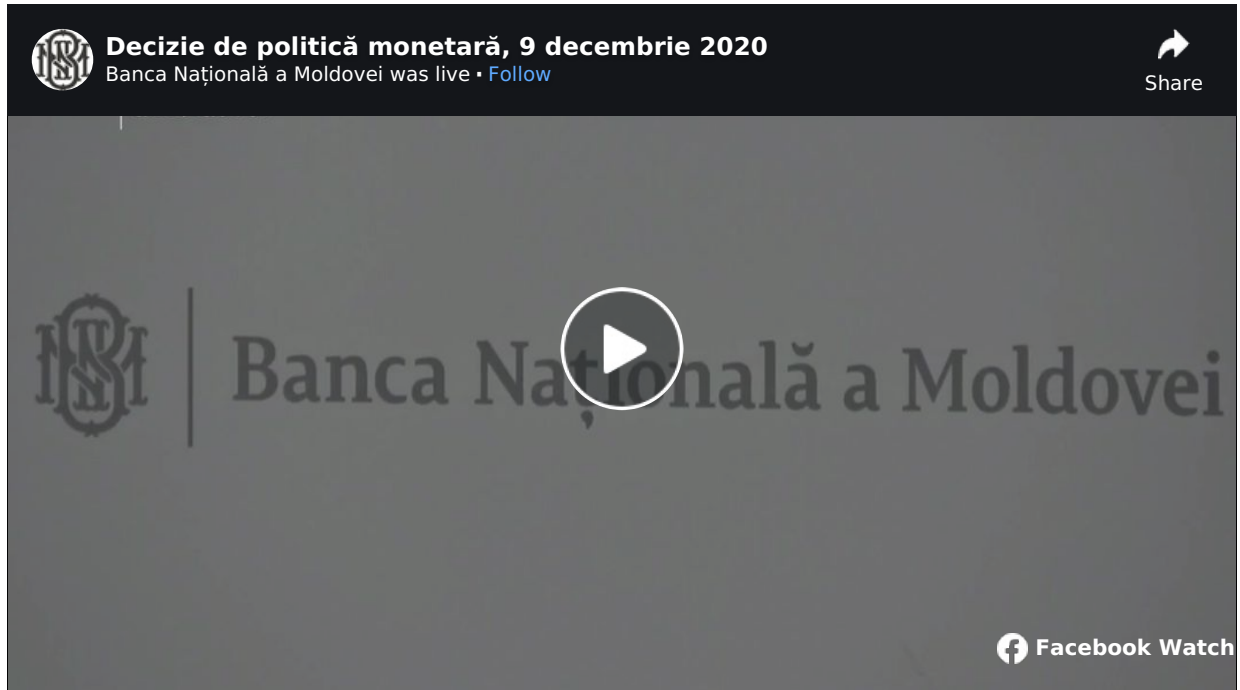 Decizie de politică monetară, 9 decembrie 2020
Banca Națională a Moldovei was live · Follow
Share
Banca Națională a Moldovei
Facebook Watch